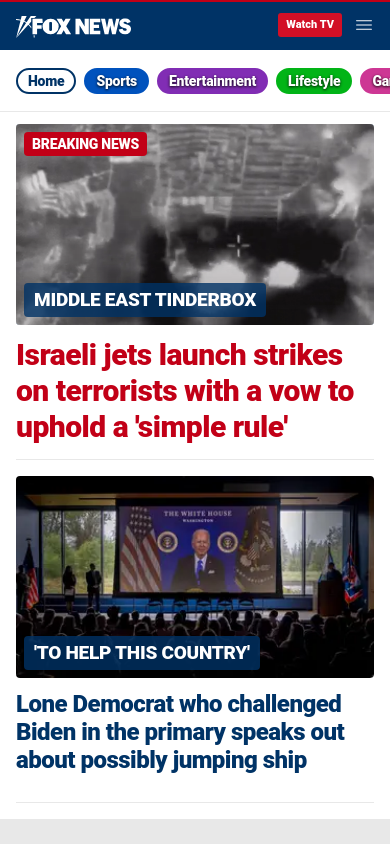 FOX NEWS
Watch TV
Home
Sports
Entertainment
Lifestyle
BREAKING NEWS
MIDDLE EAST TINDERBOX
Israeli jets launch strikes
on terrorists with a vow to
uphold a 'simple rule'
THE WHITE HOUSE
WASHINGTON
'TO HELP THIS COUNTRY'
Lone Democrat who challenged
Biden in the primary speaks out
about possibly jumping ship